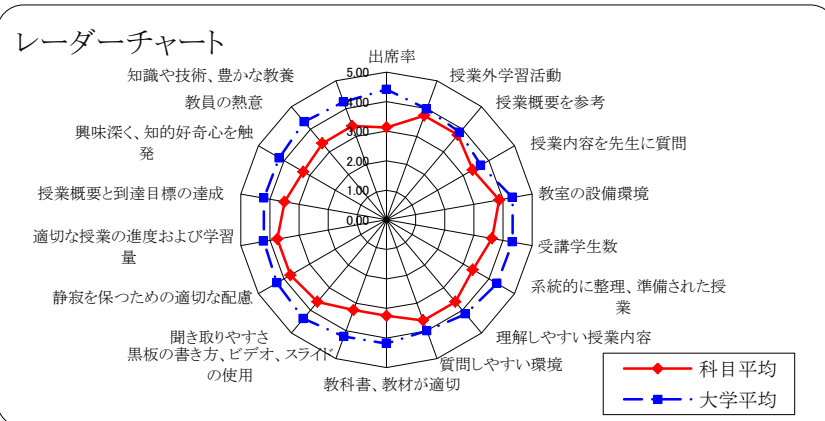 レーダーチャート
出席率
授業外学習活動
授業概要を参考
授業内容を先生に質問
教室の設備環境
受講学生数
系統的に整理、準備された授
業
理解しやすい授業内容
質問しやすい環境
教科書、教材が適切
黒板の書き方、ビデオ、スライド
の使用
聞き取りやすさ
静寂を保つための適切な配慮
適切な授業の進度および学習
量
授業概要と到達目標の達成
興味深く、知的好奇心を触
発
教員の熱意
知識や技術、豊かな教養
5.00
4.00
3.00
2.00
1.00
0.00
科目平均
大学平均